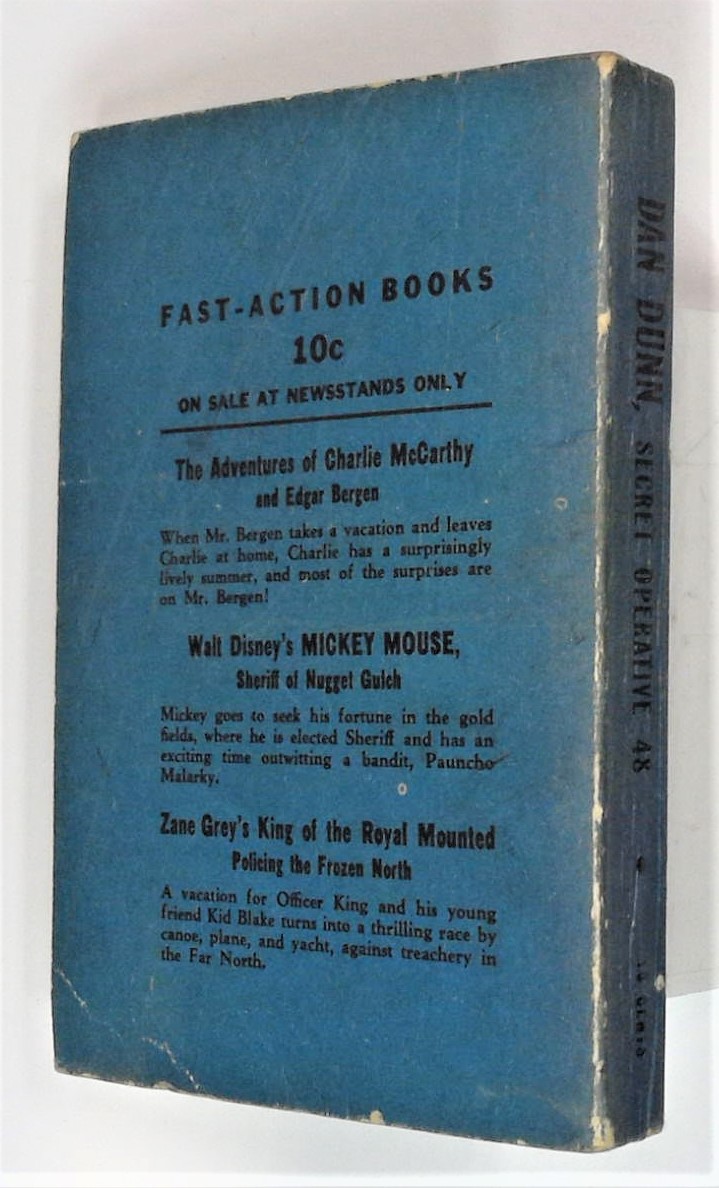 FAST-ACTION BOOKS
10c
ON SALE AT NEWSSTANDS ONLY
The Adventures of Charlie McCarthy
and Edgar Bergen
When Mr. Bergen takes a vacation and leaves
Charlie at home, Charlie has a surprisingly
lively summer, and most of the surprises are
on Mr. Bergen!
Walt Disney's MICKEY MOUSE,
Sheriff of Nugget Gulch
Mickey goes to seek his fortune in the gold
fields, where he is elected Sheriff and has an
exciting time outwitting a bandit, Pauncho
Malarky.
Zane Grey's King of the Royal Mounted
Policing the Frozen North
A vacation for Officer King and his young
friend Kid Blake turns into a thrilling race by
canoe, plane, and yacht, against treachery in
the Far North.
DAN DUNN, SECRET OPERATIVE 48